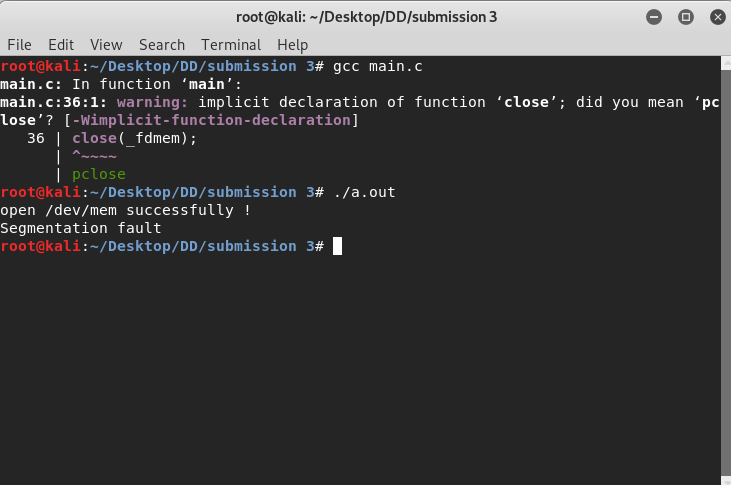 root@kali: ~/Desktop/DD/submission 3
File Edit View Search Terminal Help
root@kali:~/Desktop/DD/submission 3# gcc main.c
main.c: In function ‘main’:
main.c:36:1: warning: implicit declaration of function ‘close’; did you mean ‘pc
lose’? [-Wimplicit-function-declaration]
   36 | close(_fdmem);
      | ^~~~~
      | pclose
root@kali:~/Desktop/DD/submission 3# ./a.out
open /dev/mem successfully !
Segmentation fault
root@kali:~/Desktop/DD/submission 3#